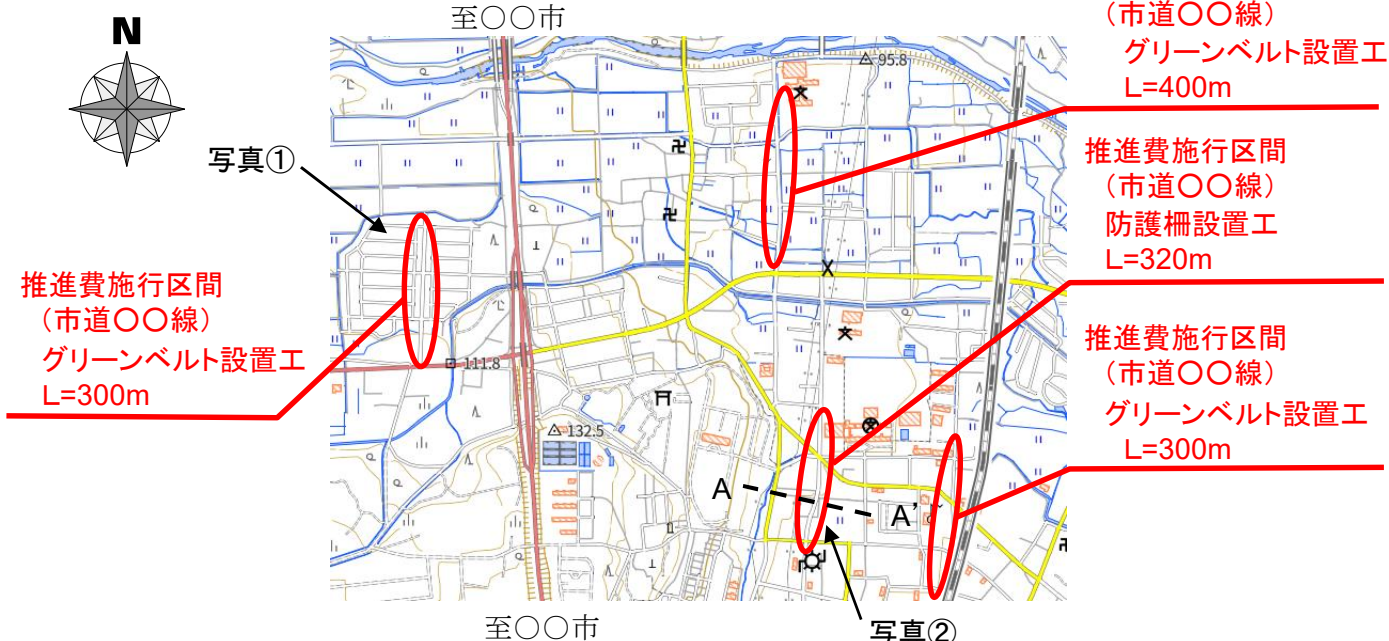 N
至〇〇市
(市道〇〇線)
グリーンベルト設置工
L=400m
95.8
写真①
推進費施行区間
(市道〇〇線)
防護柵設置工
L=320m
推進費施行区間
(市道〇〇線)
グリーンベルト設置工
L=300m
111.8
132.5
推進費施行区間
(市道〇〇線)
グリーンベルト設置工
L=300m
A
A’
至〇〇市
写真②